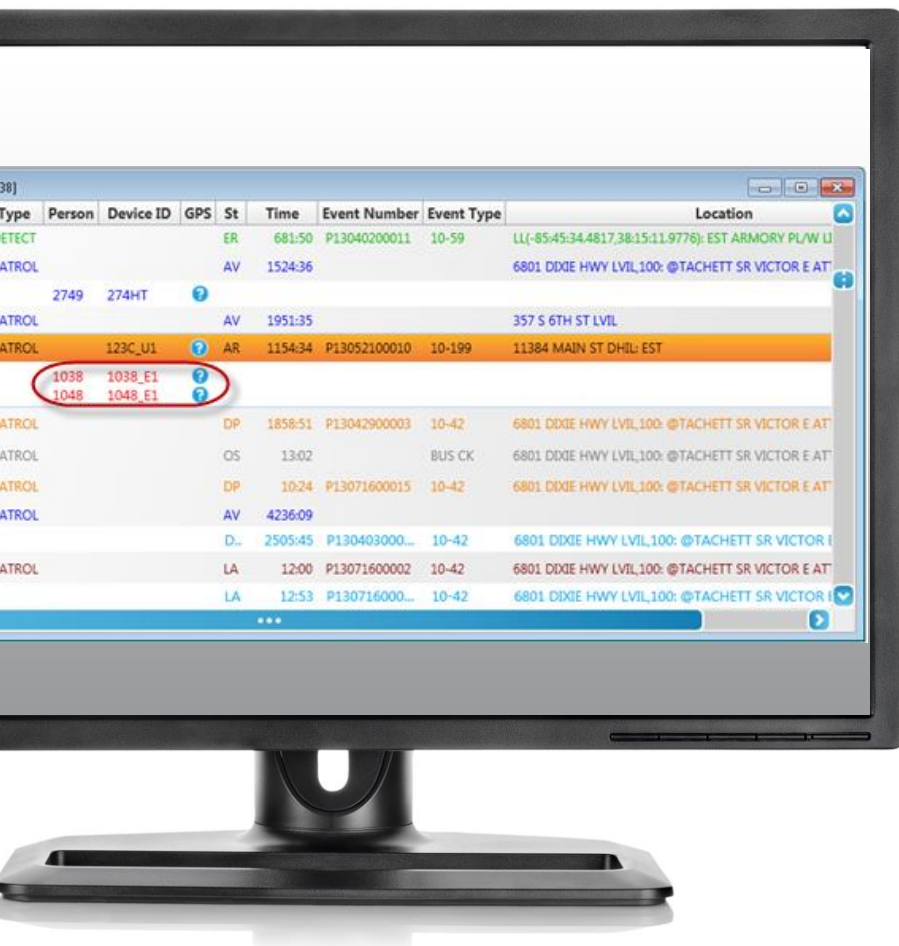 38]
Type Person Device ID GPS St Time Event Number Event Type Location
DETECT ER 681:50 P13040200011 10-59 LL(-85:45:34.4817,38:15:11.9776): EST ARMORY PL/W LI
ATROL AV 1524:36 6801 DIXIE HWY LVIL,100: @TACHETT SR VICTOR E ATT
2749 274HT ?
ATROL AV 1951:35 357 S 6TH ST LVIL
ATROL 123C_U1 ? AR 1154:34 P13052100010 10-199 11384 MAIN ST DHIL: EST
1038 1038_E1 ?
1048 1048_E1 ?
ATROL DP 1858:51 P13042900003 10-42 6801 DIXIE HWY LVIL,100: @TACHETT SR VICTOR E AT
ATROL OS 13:02 BUS CK 6801 DIXIE HWY LVIL,100: @TACHETT SR VICTOR E AT
ATROL DP 10:24 P13071600015 10-42 6801 DIXIE HWY LVIL,100: @TACHETT SR VICTOR E AT
ATROL AV 4236:09
D.. 2505:45 P130403000... 10-42 6801 DIXIE HWY LVIL,100: @TACHETT SR VICTOR E
ATROL LA 12:00 P13071600002 10-42 6801 DIXIE HWY LVIL,100: @TACHETT SR VICTOR E AT
LA 12:53 P130716000... 10-42 6801 DIXIE HWY LVIL,100: @TACHETT SR VICTOR E